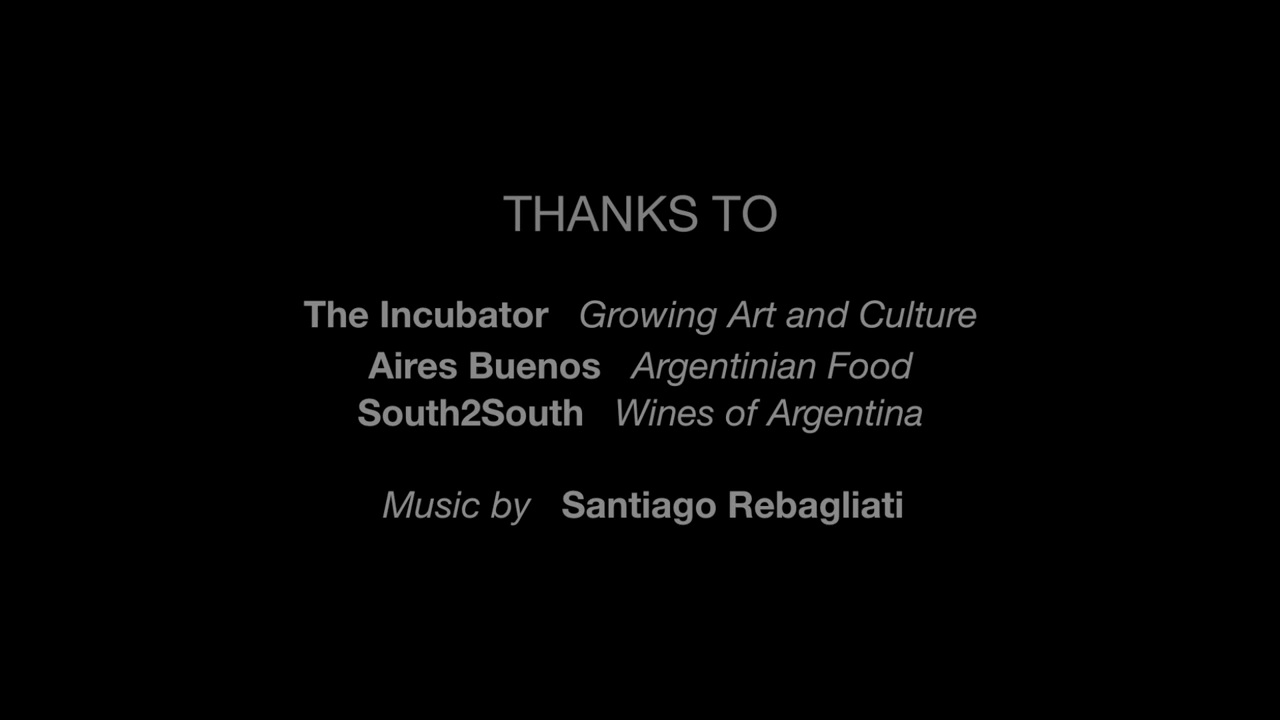 THANKS TO
The Incubator Growing Art and Culture
Aires Buenos Argentinian Food
South2South Wines of Argentina
Music by Santiago Rebagliati